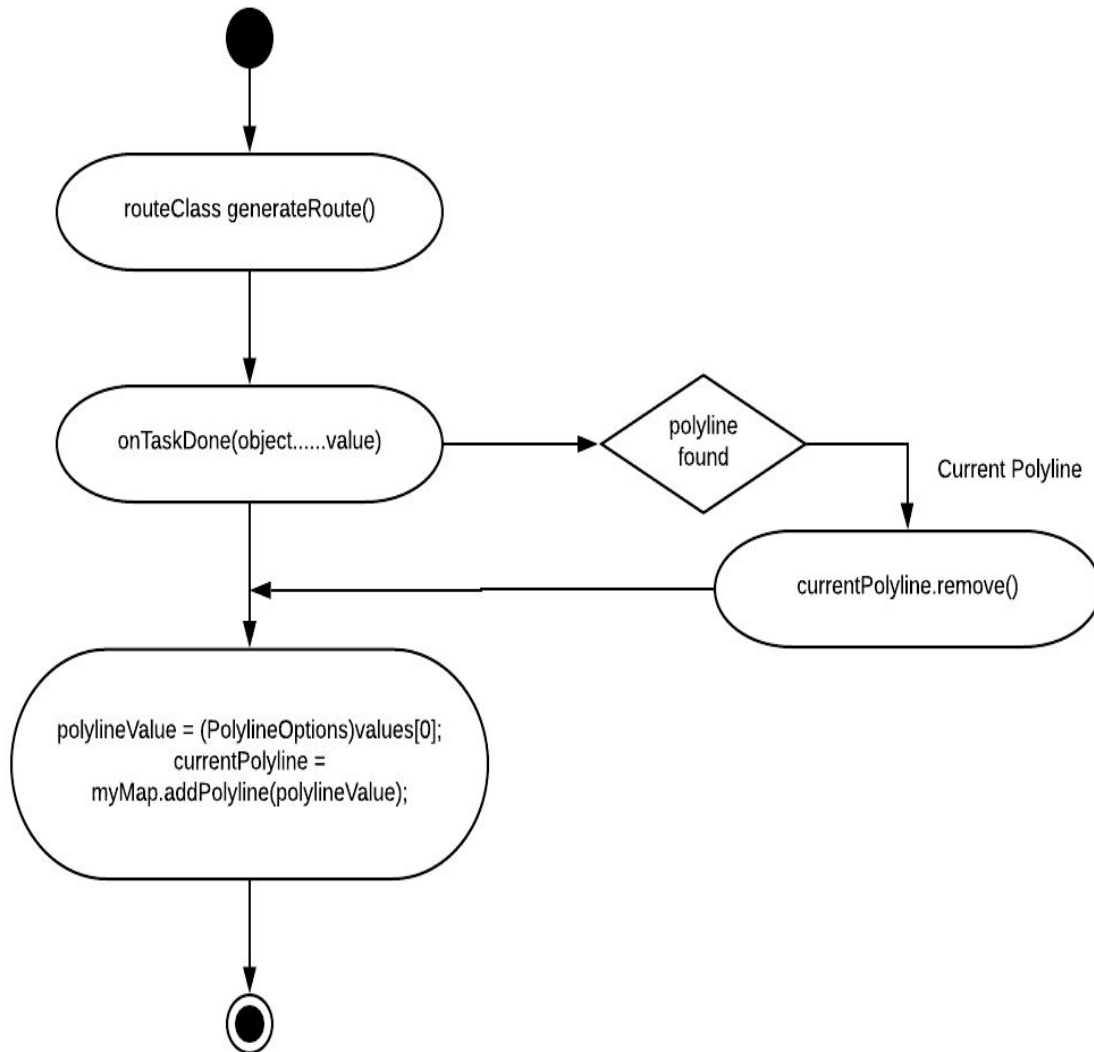 routeClass generateRoute()
onTaskDone(object......value)
polyline
found
Current Polyline
currentPolyline.remove()
polylineValue = (PolylineOptions)values[0];
currentPolyline =
myMap.addPolyline(polylineValue);